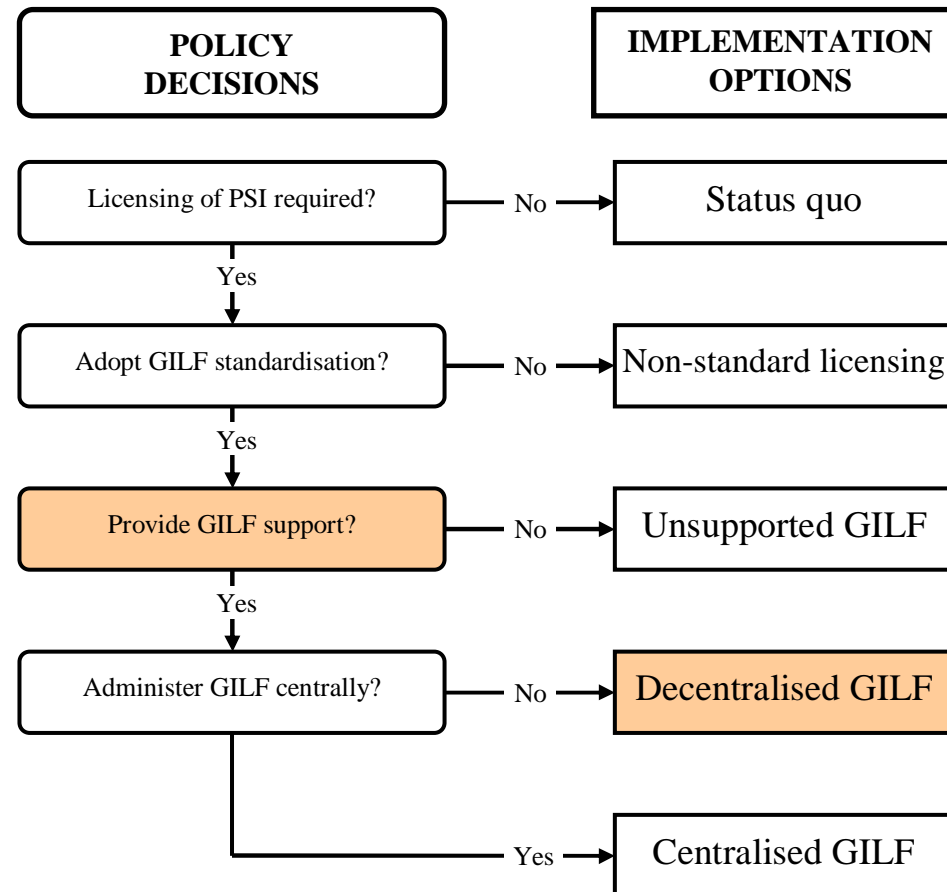 POLICY
DECISIONS
IMPLEMENTATION
OPTIONS
Licensing of PSI required?
No
Status quo
Yes
Adopt GILF standardisation?
No
Non-standard licensing
Yes
Provide GILF support?
No
Unsupported GILF
Yes
Administer GILF centrally?
No
Decentralised GILF
Yes
Centralised GILF